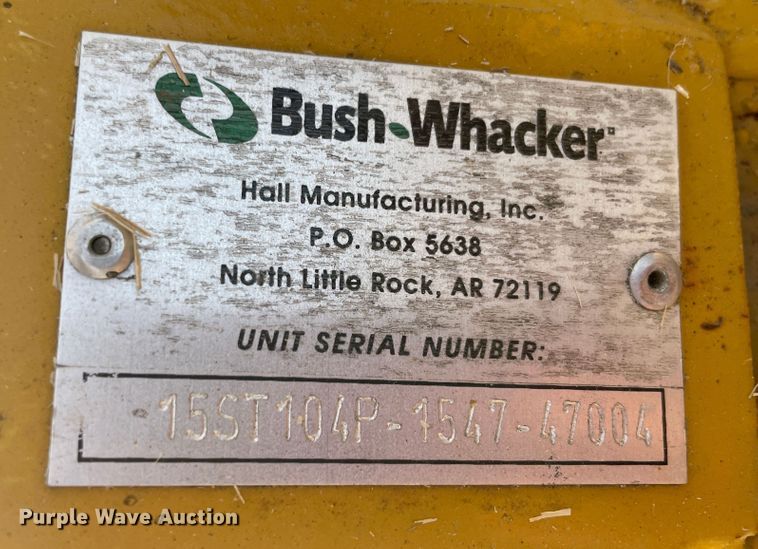 Bush-Whacker™
Hall Manufacturing, Inc.
P.O. Box 5638
North Little Rock, AR 72119
UNIT SERIAL NUMBER:
15ST104P-1547-47004
Purple Wave Auction